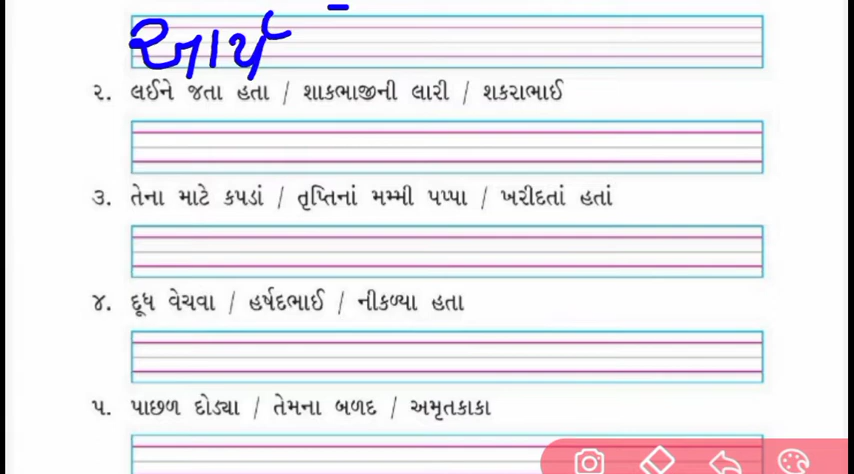 આર્ય
૨. લઈને જતા હતા / શાકભાજીની લારી / શકરાભાઈ
૩. તેના માટે કપડાં / તૃપ્તિનાં મમ્મી પપ્પા / ખરીદતાં હતાં
૪. દૂધ વેચવા / હર્ષદભાઈ / નીકળ્યા હતા
૫. પાછળ દોડ્યા / તેમના બળદ / અમૃતકાકા